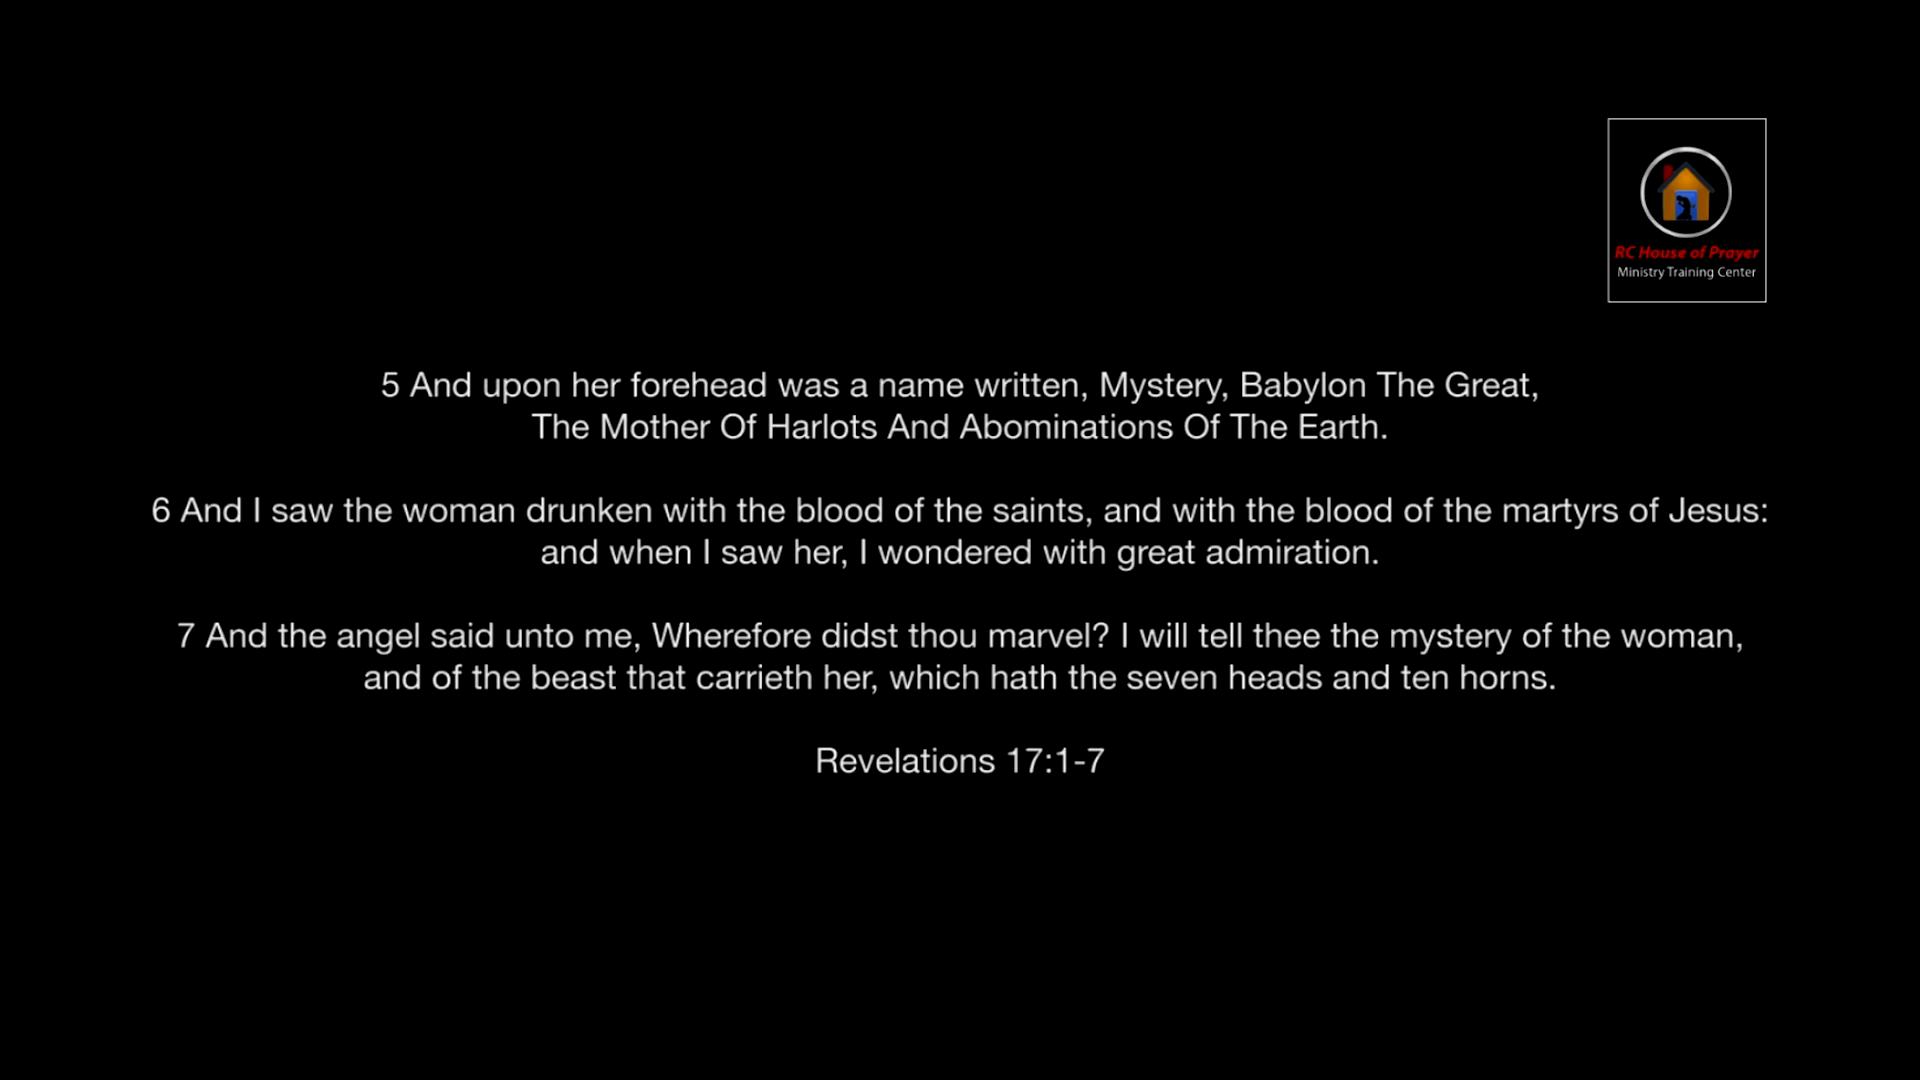 RC House of Prayer
Ministry Training Center
5 And upon her forehead was a name written, Mystery, Babylon The Great,
The Mother Of Harlots And Abominations Of The Earth.
6 And I saw the woman drunken with the blood of the saints, and with the blood of the martyrs of Jesus:
and when I saw her, I wondered with great admiration.
7 And the angel said unto me, Wherefore didst thou marvel? I will tell thee the mystery of the woman,
and of the beast that carrieth her, which hath the seven heads and ten horns.
Revelations 17:1-7